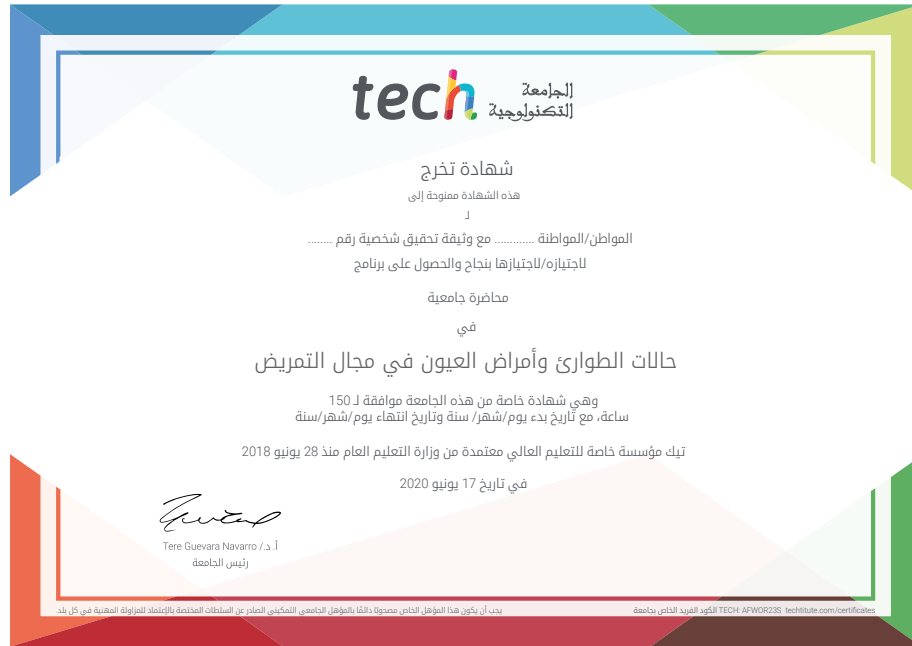 tech الجامعة
التكنولوجية
شهادة تخرج
هذه الشهادة ممنوحة إلى
لـ
المواطن/المواطنة ............ مع وثيقة تحقيق شخصية رقم ........
لاجتيازه/لاجتيازها بنجاح والحصول على برنامج
محاضرة جامعية
في
حالات الطوارئ وأمراض العيون في مجال التمريض
وهي شهادة خاصة من هذه الجامعة موافقة لـ 150
ساعة، مع تاريخ بدء يوم/شهر/ سنة وتاريخ انتهاء يوم/شهر/سنة
تيك مؤسسة خاصة للتعليم العالي معتمدة من وزارة التعليم العام منذ 28 يونيو 2018
في تاريخ 17 يونيو 2020
أ. د./ Tere Guevara Navarro
رئيس الجامعة
يجب أن يكون هذا المؤهل الخاص مصحوبًا دائمًا بالمؤهل الجامعي التمكيني الصادر عن السلطات المختصة بالإعتماد للمزاولة المهنية في كل بلد.
الكود الفريد الخاص بجامعة TECH: AFWOR23S techtitute.com/certificates